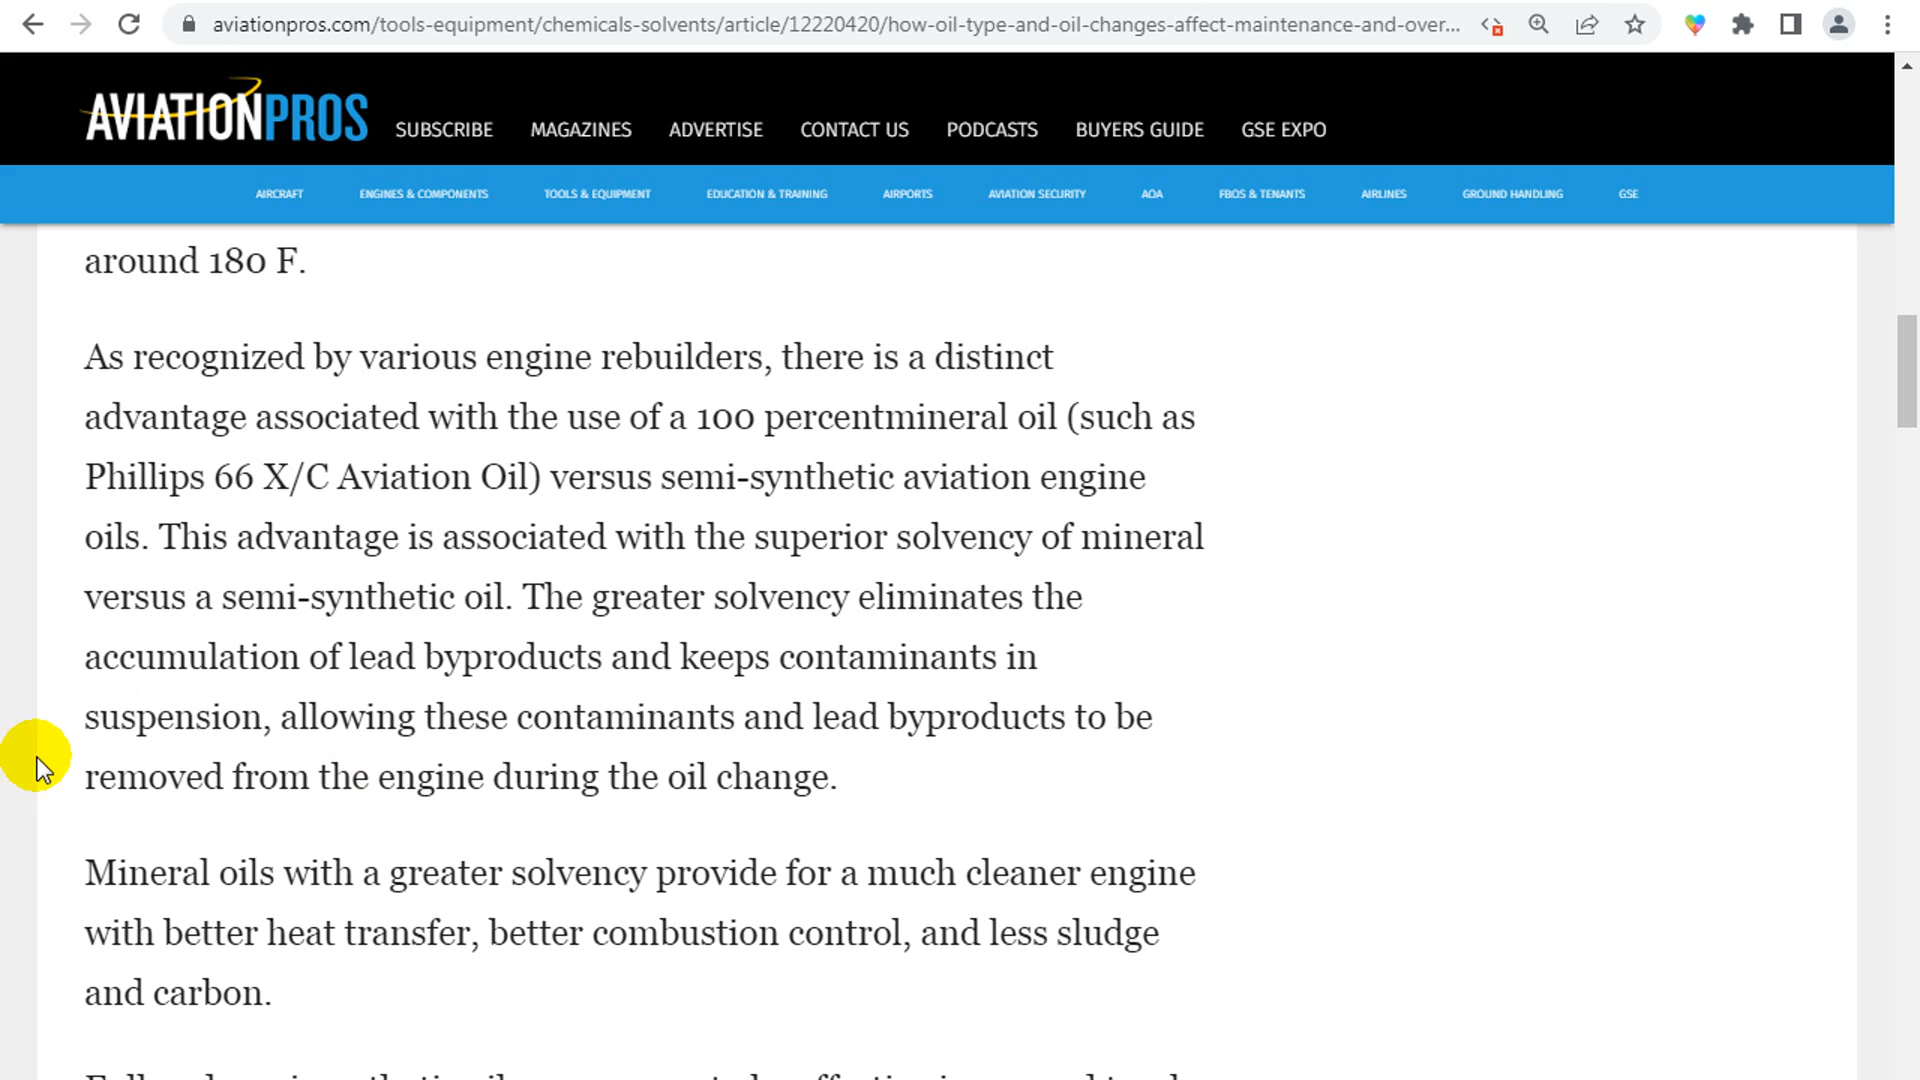 aviationpros.com/tools-equipment/chemicals-solvents/article/12220420/how-oil-type-and-oil-changes-affect-maintenance-and-over...
AVIATIONPROS SUBSCRIBE MAGAZINES ADVERTISE CONTACT US PODCASTS BUYERS GUIDE GSE EXPO
AIRCRAFT ENGINES & COMPONENTS TOOLS & EQUIPMENT EDUCATION & TRAINING AIRPORTS AVIATION SECURITY AOA FBOS & TENANTS AIRLINES GROUND HANDLING GSE
around 180 F.
As recognized by various engine rebuilders, there is a distinct
advantage associated with the use of a 100 percentmineral oil (such as
Phillips 66 X/C Aviation Oil) versus semi-synthetic aviation engine
oils. This advantage is associated with the superior solvency of mineral
versus a semi-synthetic oil. The greater solvency eliminates the
accumulation of lead byproducts and keeps contaminants in
suspension, allowing these contaminants and lead byproducts to be
removed from the engine during the oil change.
Mineral oils with a greater solvency provide for a much cleaner engine
with better heat transfer, better combustion control, and less sludge
and carbon.